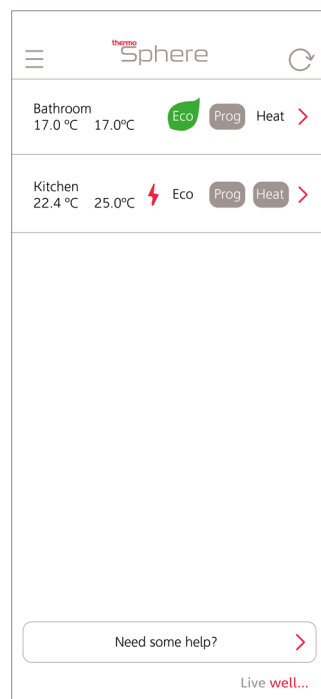 thermo
Sphere
Bathroom
17.0 ºC 17.0ºC Eco Prog Heat
Kitchen
22.4 ºC 25.0ºC Eco Prog Heat
Need some help?
Live well...